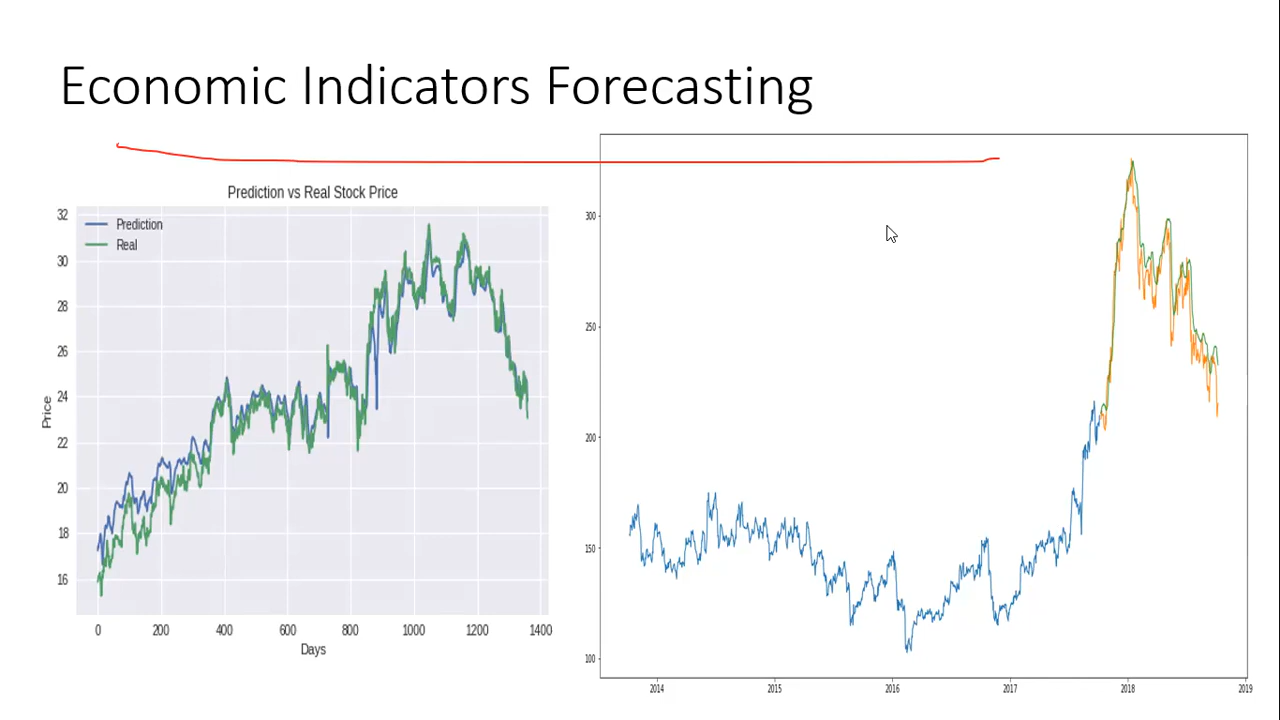 Economic Indicators Forecasting
Prediction vs Real Stock Price
Prediction
Real
32
30
28
26
24
22
20
18
16
Price
0 200 400 600 800 1000 1200 1400
Days
300
250
200
150
100
2014 2015 2016 2017 2018 2019